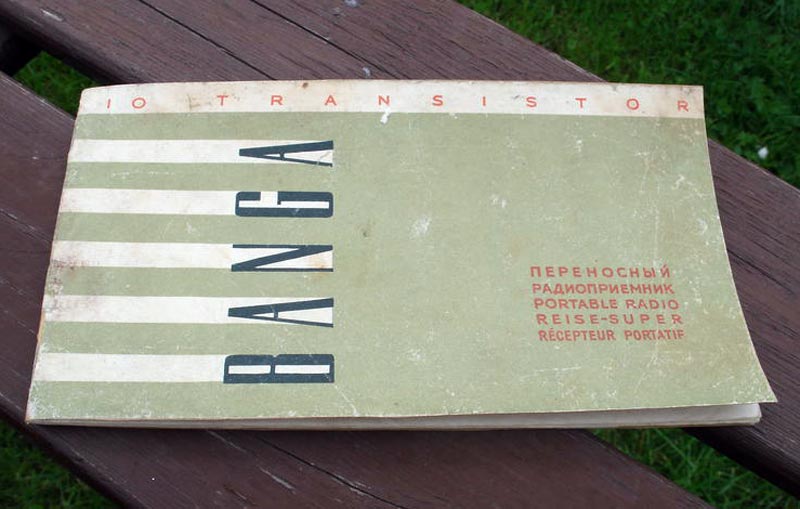 10 TRANSISTOR
BANGA
ПЕРЕНОСНЫЙ
РАДИОПРИЕМНИК
PORTABLE RADIO
REISE-SUPER
RÉCEPTEUR PORTATIF